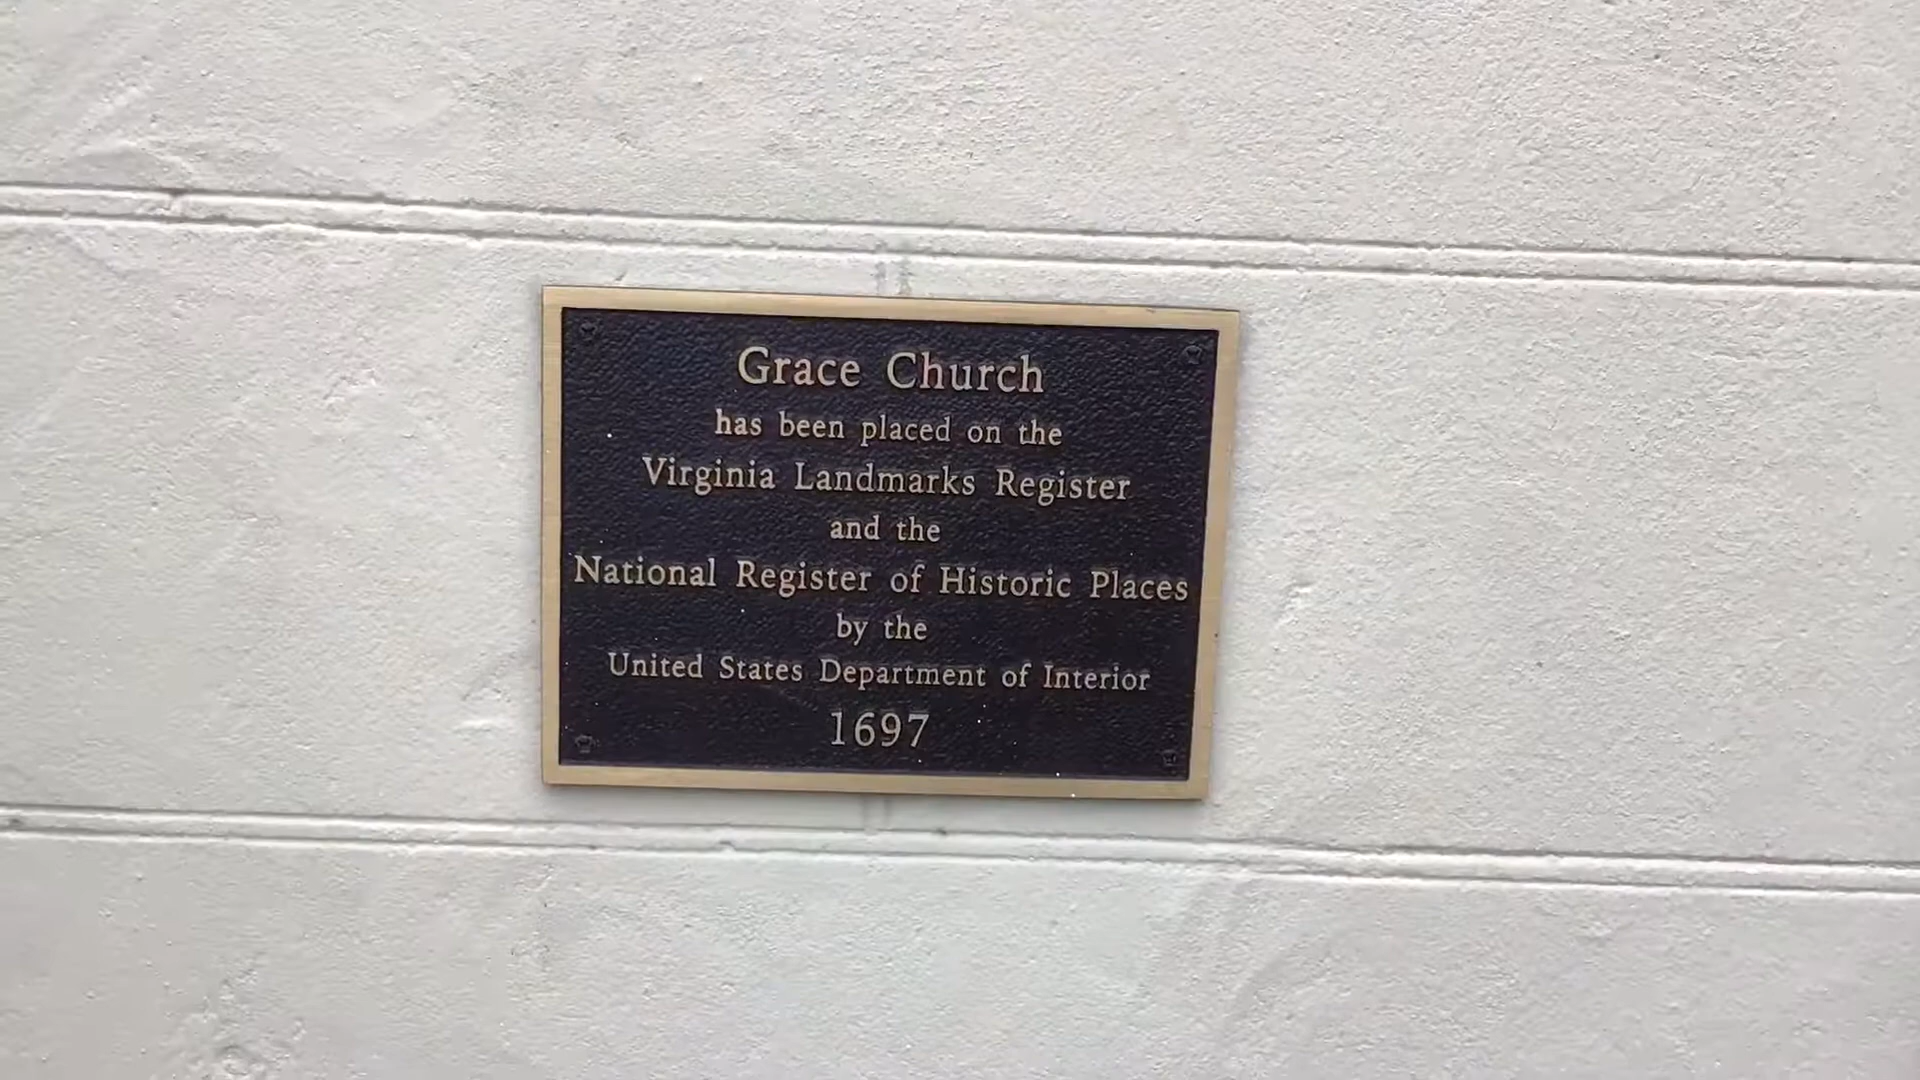 Grace Church
has been placed on the
Virginia Landmarks Register
and the
National Register of Historic Places
by the
United States Department of Interior
1697